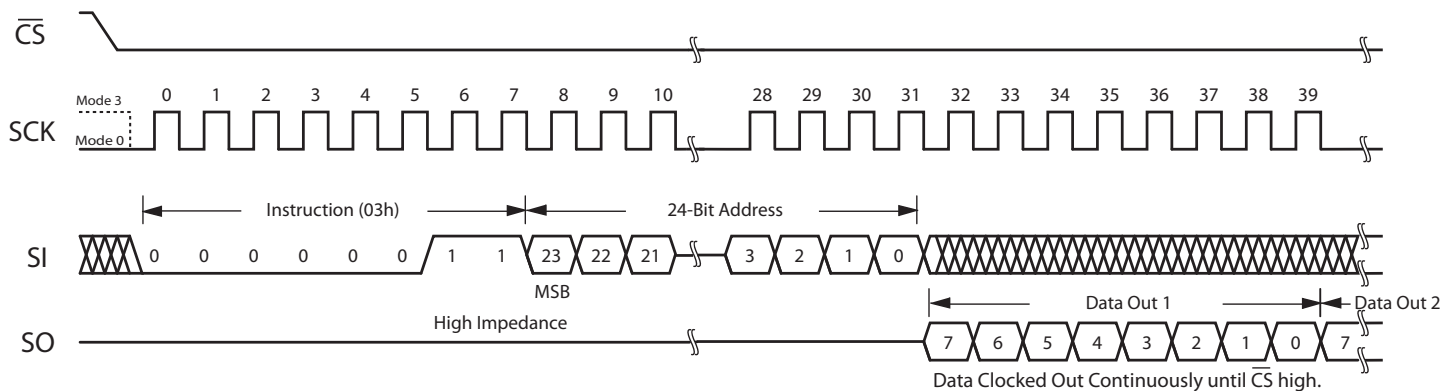 CS
Mode 3
0 1 2 3 4 5 6 7 8 9 10 28 29 30 31 32 33 34 35 36 37 38 39
SCK
Mode 0
Instruction (03h) 24-Bit Address
SI 0 0 0 0 0 0 1 1 23 22 21 3 2 1 0
MSB
Data Out 1 Data Out 2
High Impedance
SO 7 6 5 4 3 2 1 0 7
Data Clocked Out Continuously until CS high.